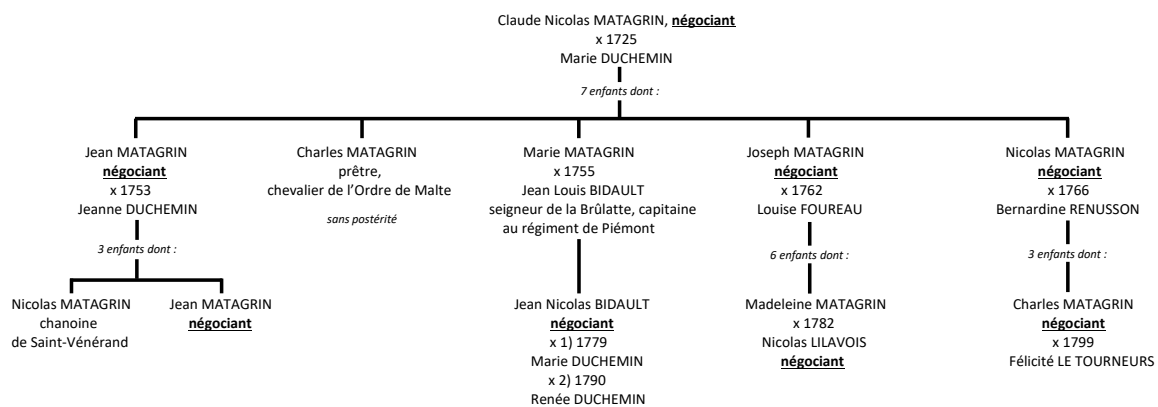 Claude Nicolas MATAGRIN, négociant
x 1725
Marie DUCHEMIN
7 enfants dont :
Jean MATAGRIN
négociant
x 1753
Jeanne DUCHEMIN
3 enfants dont :
Nicolas MATAGRIN
chanoine
de Saint-Vénérand
Jean MATAGRIN
négociant
Charles MATAGRIN
prêtre,
chevalier de l'Ordre de Malte
sans postérité
Marie MATAGRIN
x 1755
Jean Louis BIDAULT
seigneur de la Brûlatte, capitaine
au régiment de Piémont
Jean Nicolas BIDAULT
négociant
x 1) 1779
Marie DUCHEMIN
x 2) 1790
Renée DUCHEMIN
Joseph MATAGRIN
négociant
x 1762
Louise FOUREAU
6 enfants dont :
Madeleine MATAGRIN
x 1782
Nicolas LILAVOIS
négociant
Nicolas MATAGRIN
négociant
x 1766
Bernardine RENUSSON
3 enfants dont :
Charles MATAGRIN
négociant
x 1799
Félicité LE TOURNEURS